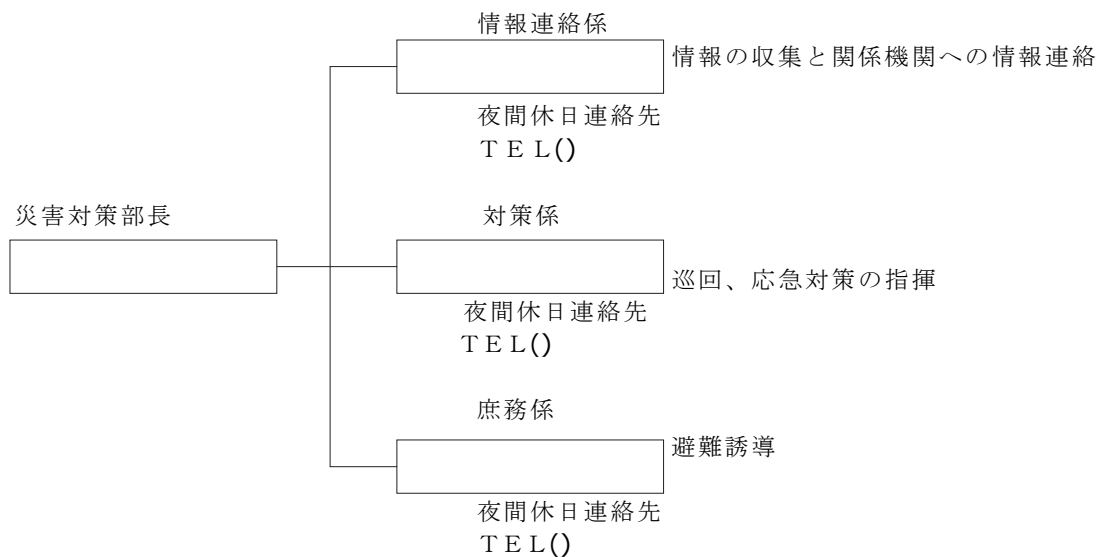 情報連絡係
情報の収集と関係機関への情報連絡
夜間休日連絡先
ＴＥＬ()
災害対策部長
対策係
巡回、応急対策の指揮
夜間休日連絡先
ＴＥＬ()
庶務係
避難誘導
夜間休日連絡先
ＴＥＬ()